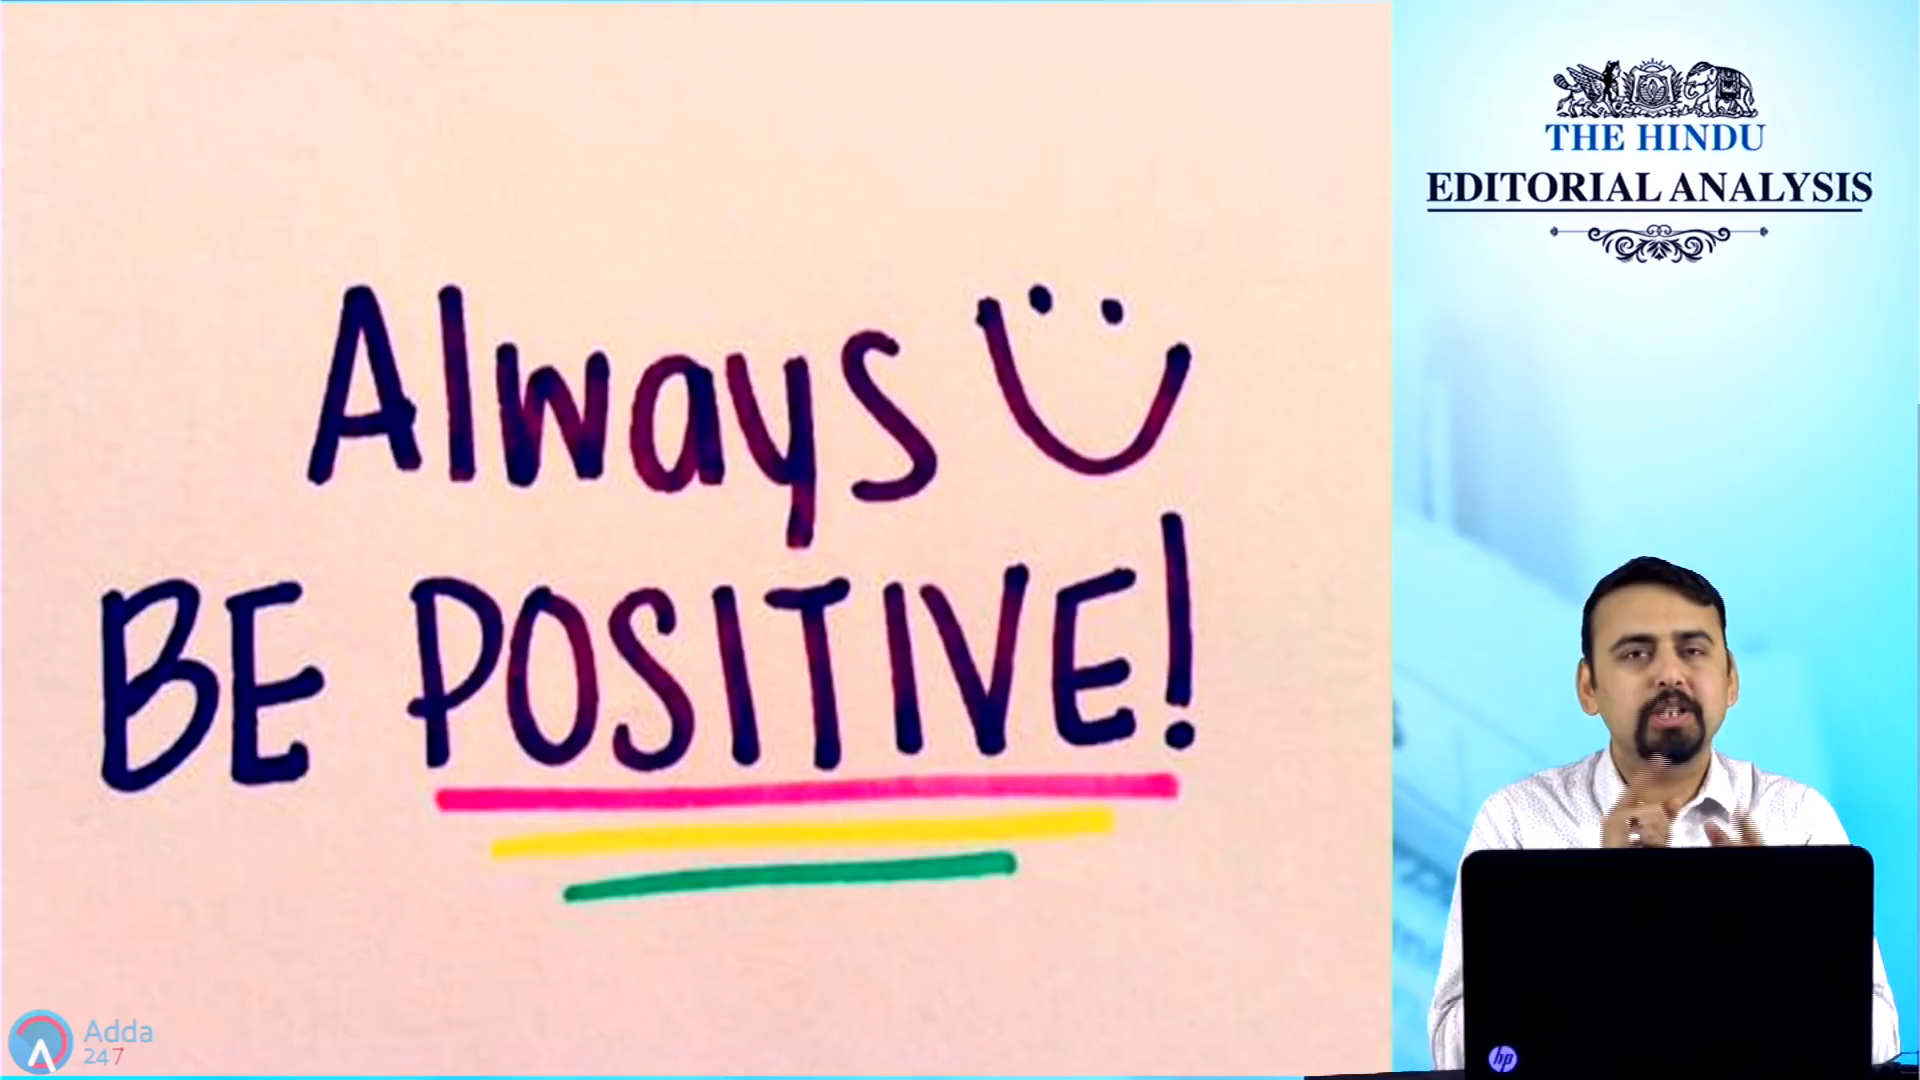 Always
BE POSITIVE!
THE HINDU
EDITORIAL ANALYSIS
Adda
247
hp